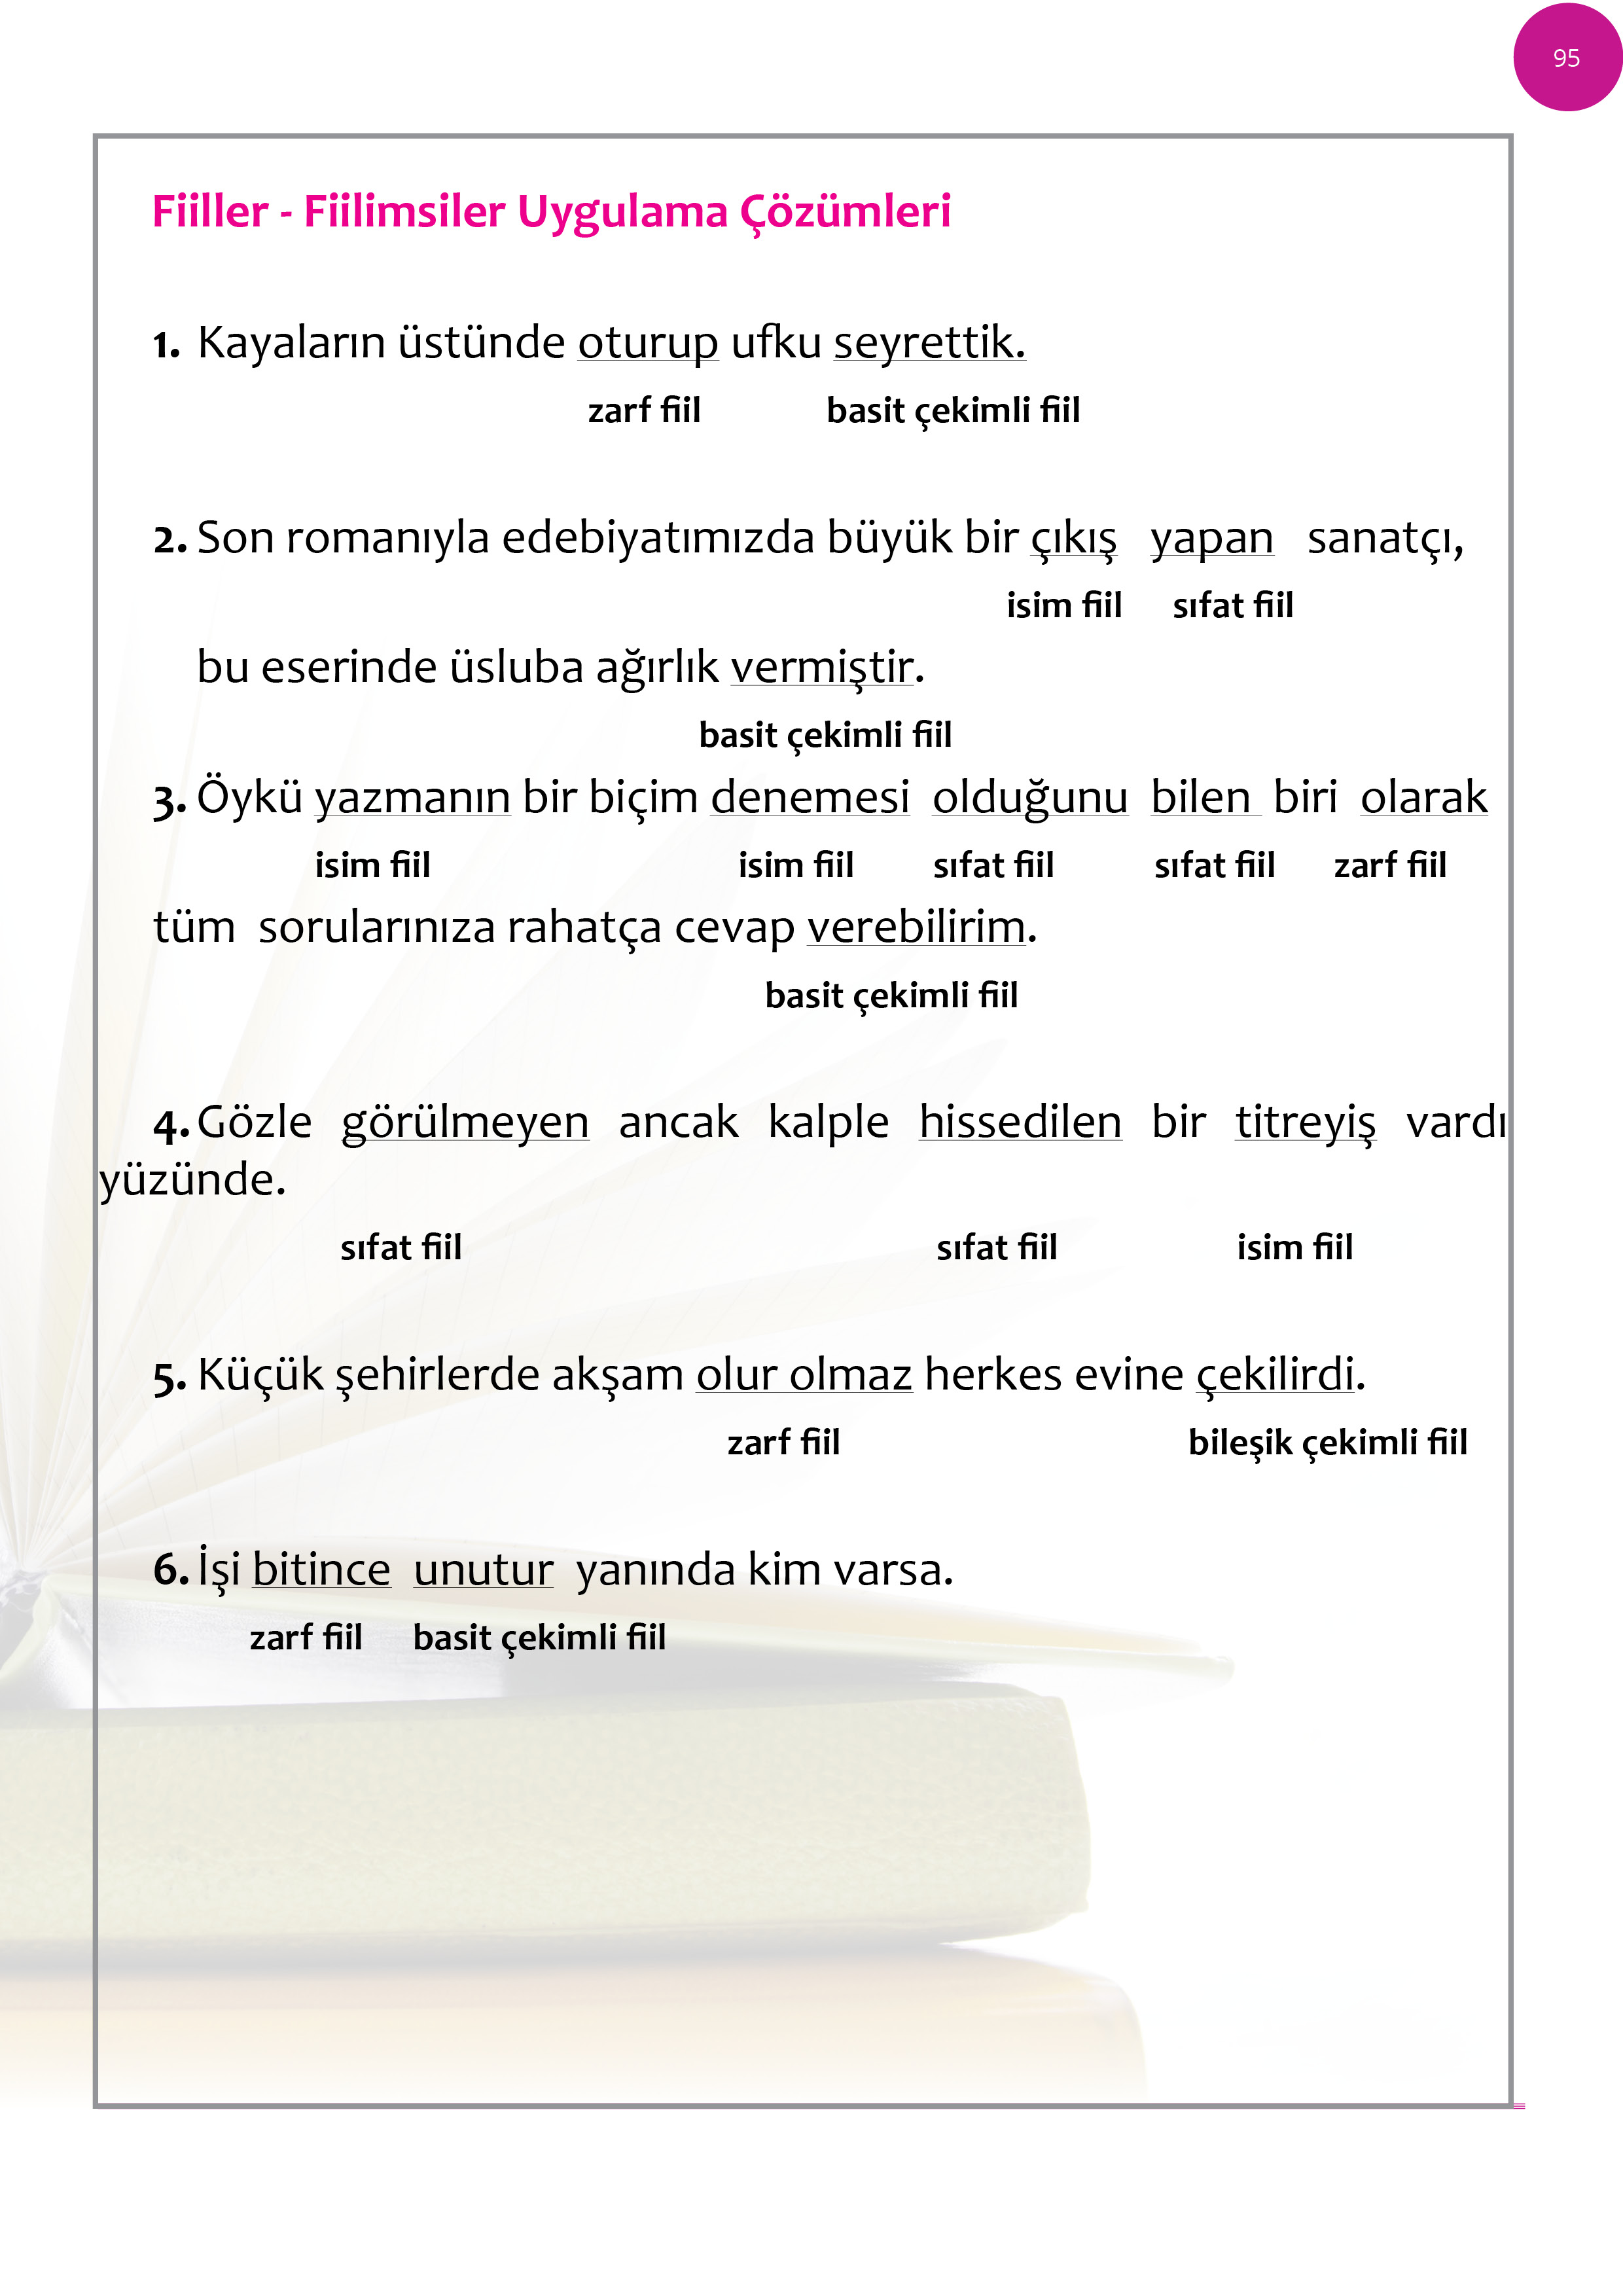 95
Fiiller - Fiilimsiler Uygulama Çözümleri
1. Kayaların üstünde oturup ufku seyrettik.
zarf fiil basit çekimli fiil
2. Son romanıyla edebiyatımızda büyük bir çıkış yapan sanatçı,
isim fiil sıfat fiil
bu eserinde üsluba ağırlık vermiştir.
basit çekimli fiil
3. Öykü yazmanın bir biçim denemesi olduğunu bilen biri olarak
isim fiil isim fiil sıfat fiil sıfat fiil zarf fiil
tüm sorularınıza rahatça cevap verebilirim.
basit çekimli fiil
4. Gözle görülmeyen ancak kalple hissedilen bir titreyiş vardı
yüzünde.
sıfat fiil sıfat fiil isim fiil
5. Küçük şehirlerde akşam olur olmaz herkes evine çekilirdi.
zarf fiil bileşik çekimli fiil
6. İşi bitince unutur yanında kim varsa.
zarf fiil basit çekimli fiil